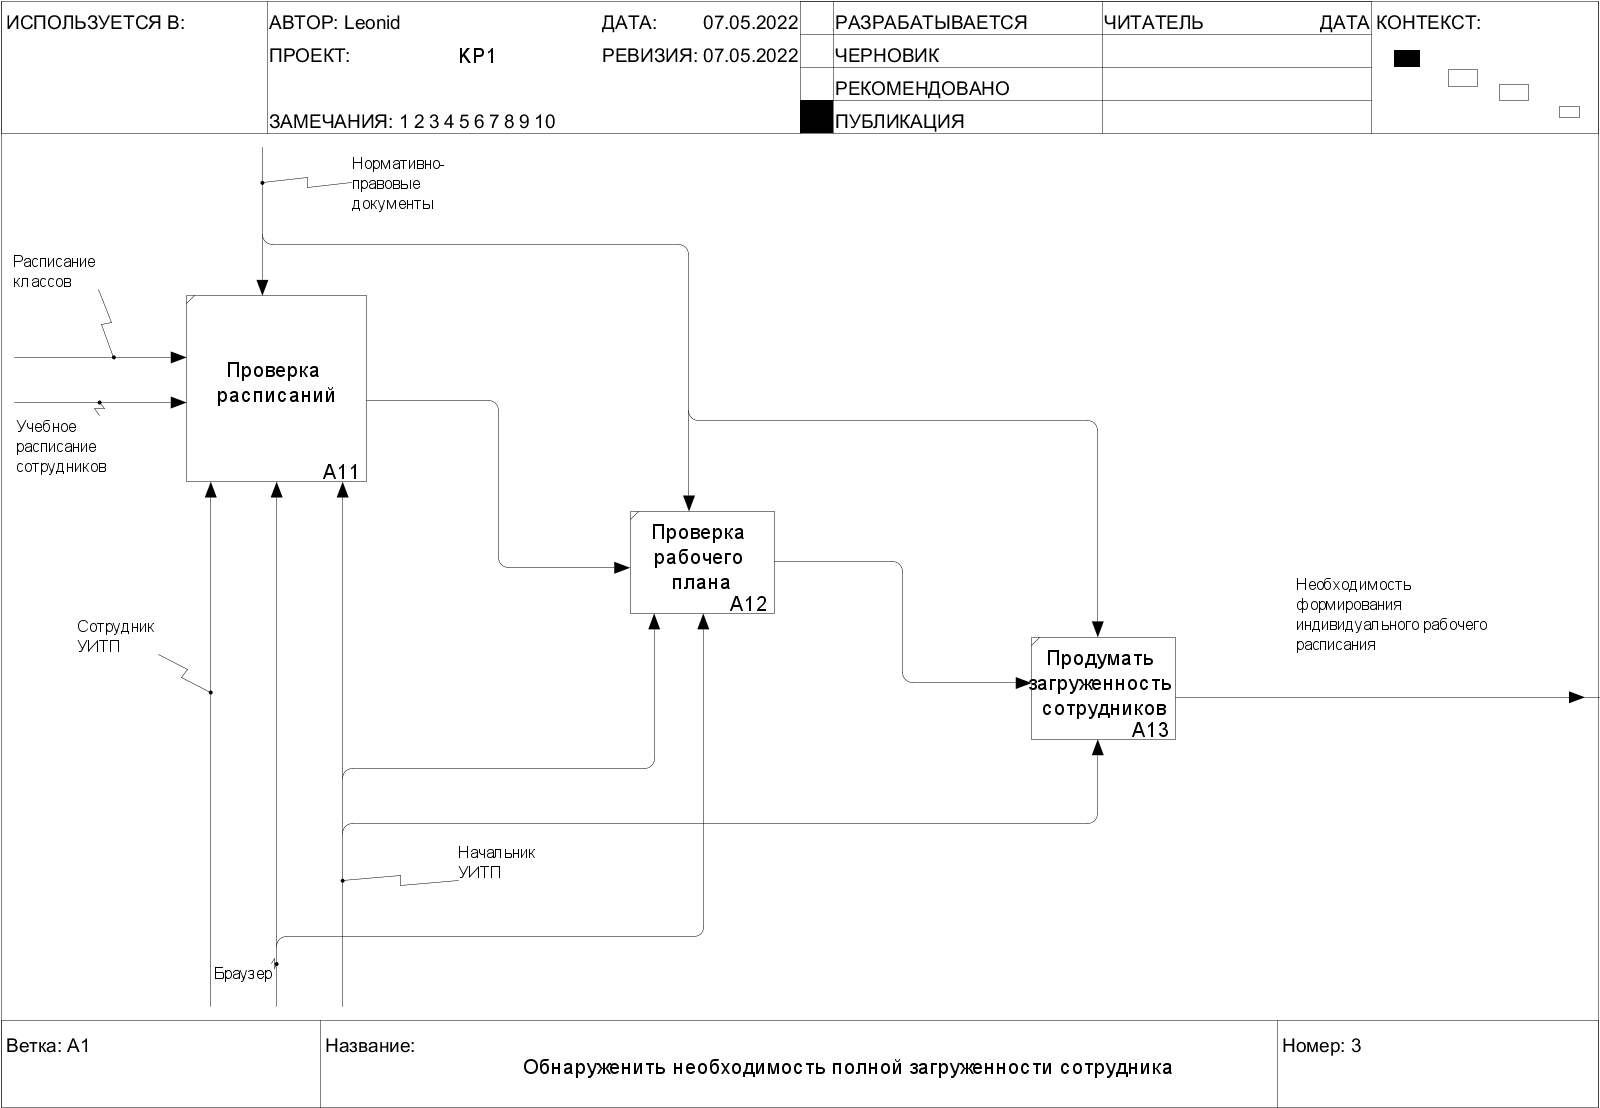 ИСПОЛЬЗУЕТСЯ В:
АВТОР: Leonid
ДАТА: 07.05.2022
ПРОЕКТ: КР1
РЕВИЗИЯ: 07.05.2022
ЗАМЕЧАНИЯ: 1 2 3 4 5 6 7 8 9 10
РАЗРАБАТЫВАЕТСЯ
ЧЕРНОВИК
РЕКОМЕНДОВАНО
ПУБЛИКАЦИЯ
ЧИТАТЕЛЬ
ДАТА
КОНТЕКСТ:
Нормативно-
правовые
документы
Расписание
классов
Учебное
расписание
сотрудников
Проверка
расписаний
A11
Проверка
рабочего
плана
A12
Продумать
загруженность
сотрудников
A13
Необходимость
формирования
индивидуального рабочего
расписания
Сотрудник
УИТП
Начальник
УИТП
Браузер
Ветка: A1
Название:
Обнаруженить необходимость полной загруженности сотрудника
Номер: 3